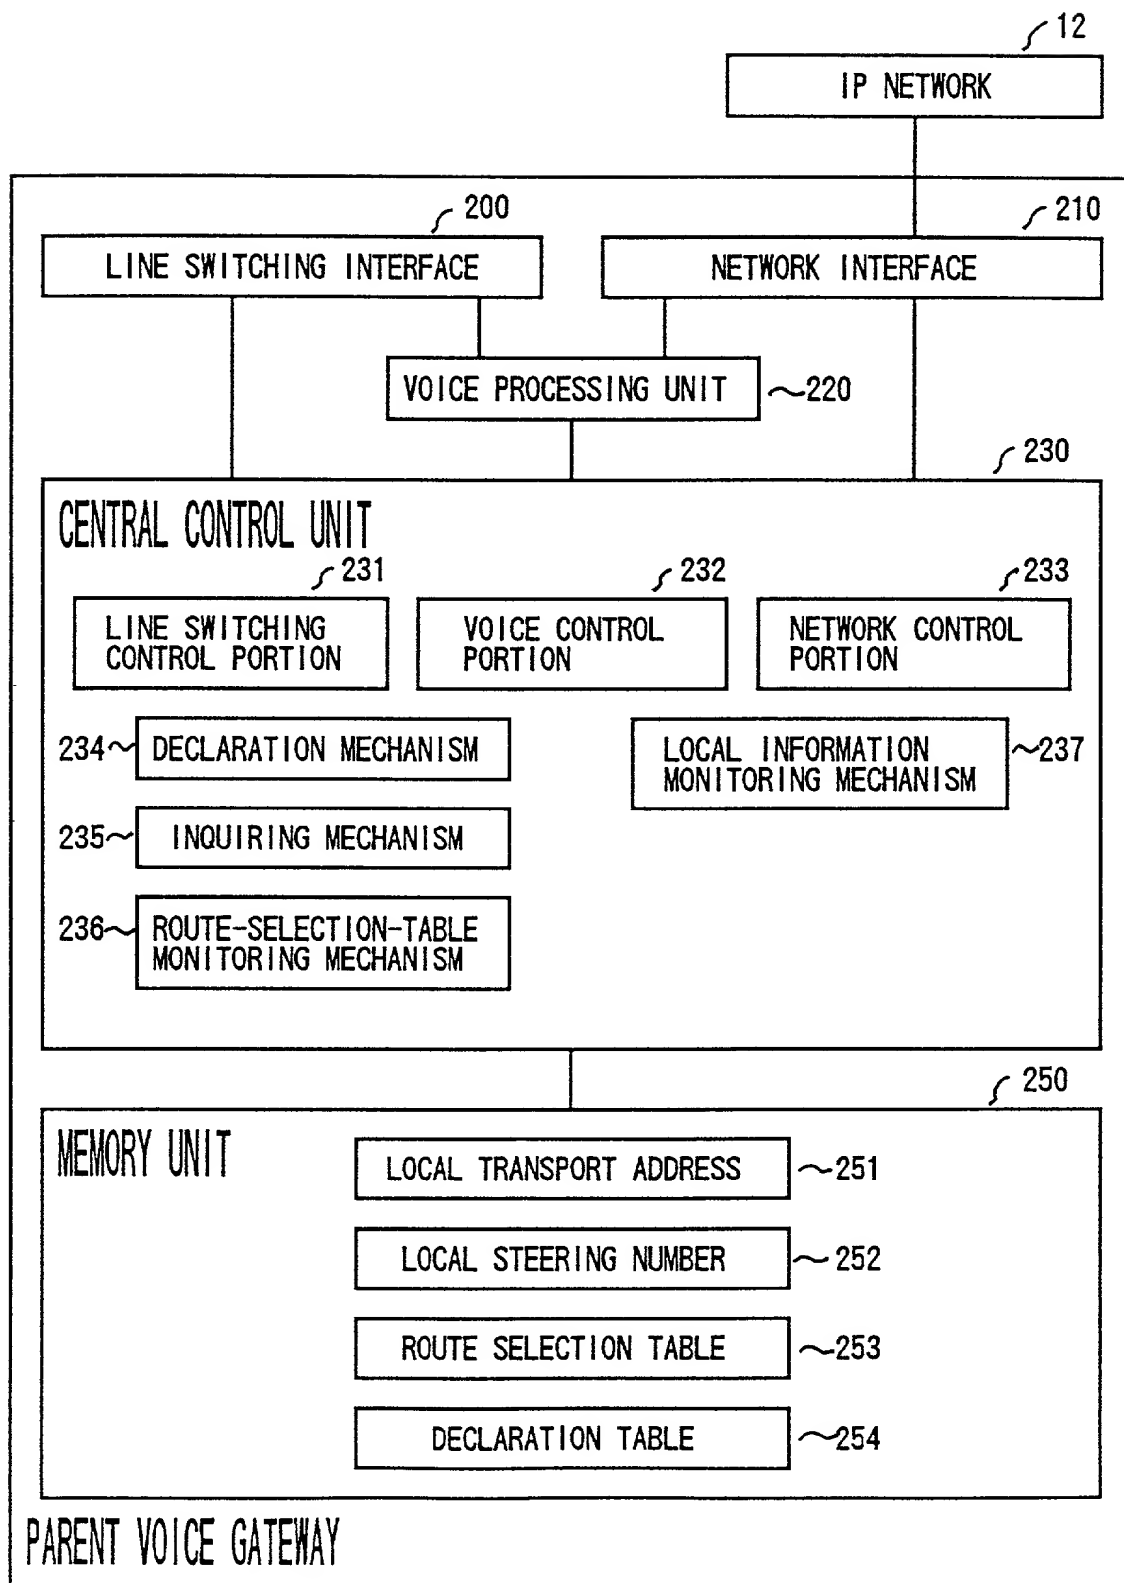 12
IP NETWORK
200
210
LINE SWITCHING INTERFACE
NETWORK INTERFACE
VOICE PROCESSING UNIT
220
230
CENTRAL CONTROL UNIT
231
232
233
LINE SWITCHING
CONTROL PORTION
VOICE CONTROL
PORTION
NETWORK CONTROL
PORTION
234
DECLARATION MECHANISM
LOCAL INFORMATION
MONITORING MECHANISM
237
235
INQUIRING MECHANISM
236
ROUTE-SELECTION-TABLE
MONITORING MECHANISM
250
MEMORY UNIT
LOCAL TRANSPORT ADDRESS
251
LOCAL STEERING NUMBER
252
ROUTE SELECTION TABLE
253
DECLARATION TABLE
254
PARENT VOICE GATEWAY